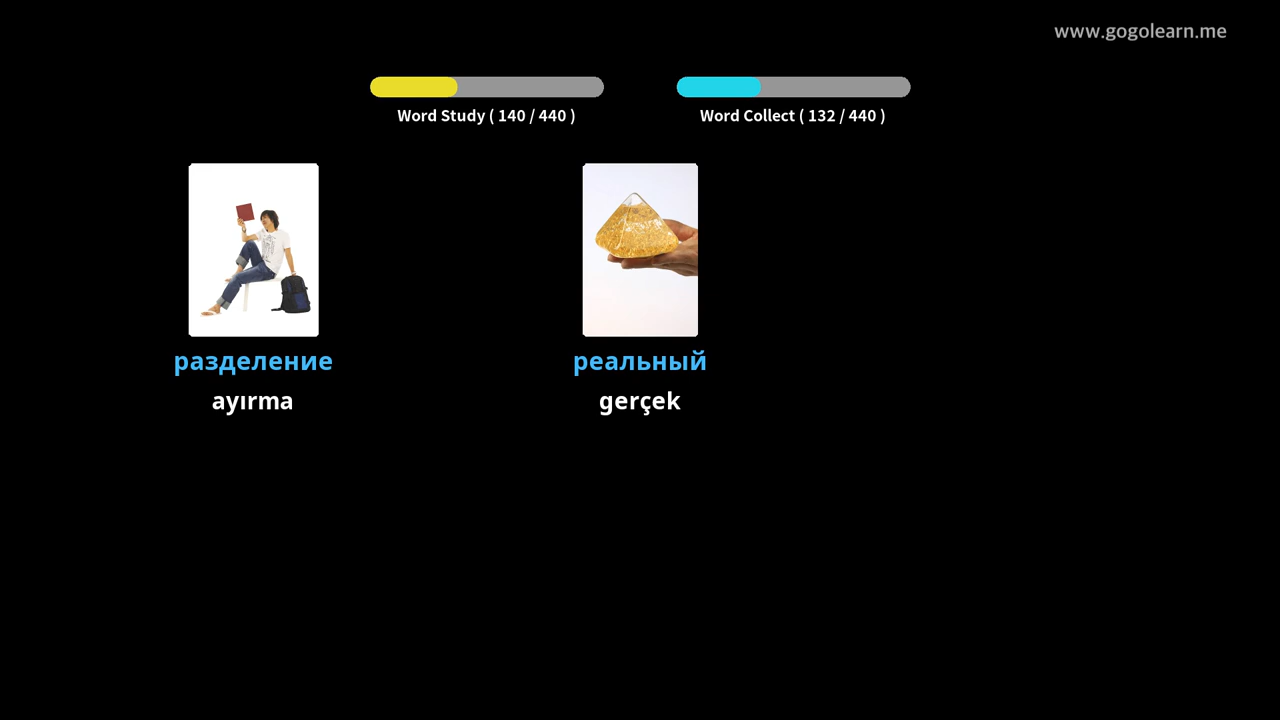 www.gogolearn.me
Word Study ( 140 / 440 )
Word Collect ( 132 / 440 )
разделение
ayırma
реальный
gerçek